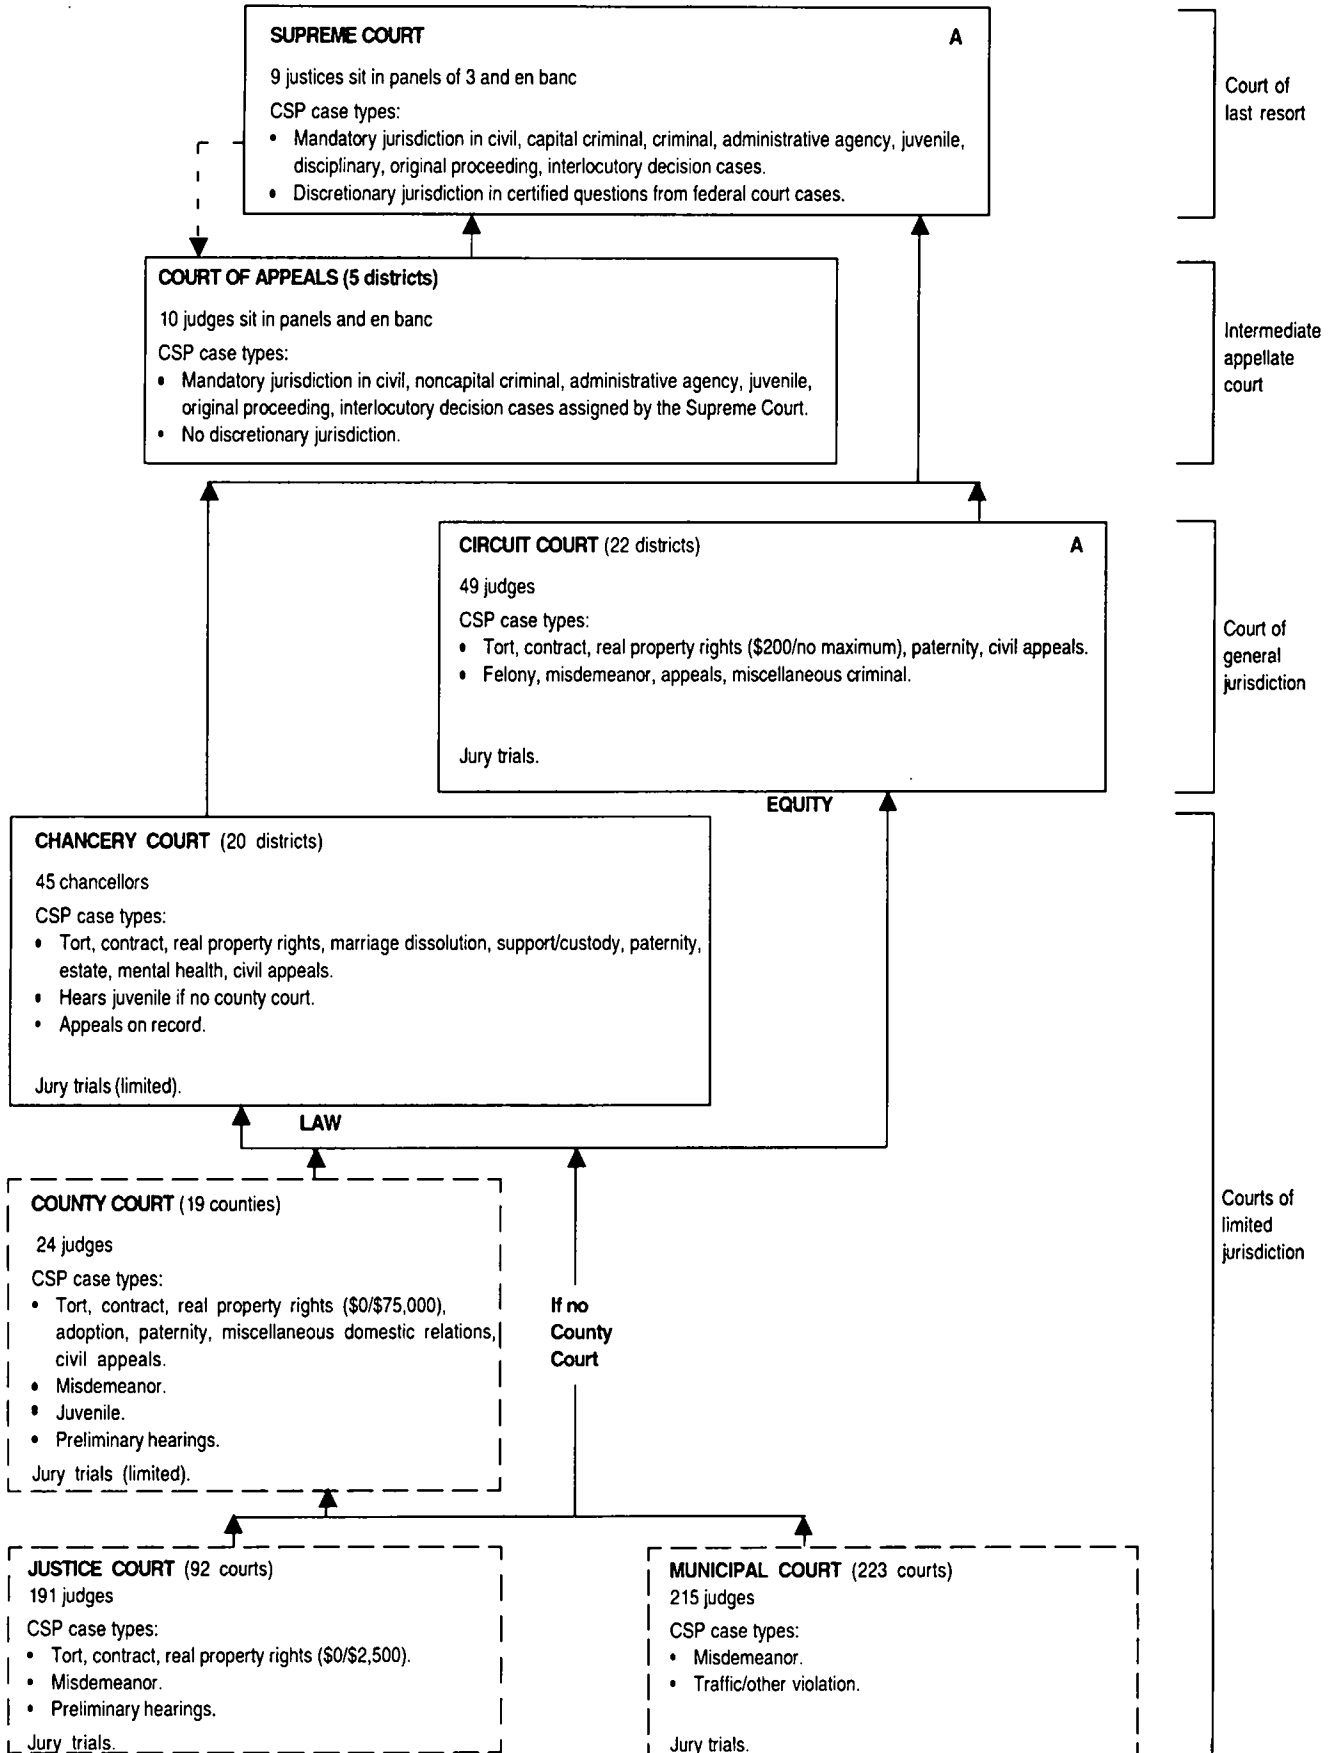 SUPREME COURT
A
9 justices sit in panels of 3 and en banc
CSP case types:
• Mandatory jurisdiction in civil, capital criminal, criminal, administrative agency, juvenile,
disciplinary, original proceeding, interlocutory decision cases.
• Discretionary jurisdiction in certified questions from federal court cases.
Court of
last resort
COURT OF APPEALS (5 districts)
10 judges sit in panels and en banc
CSP case types:
• Mandatory jurisdiction in civil, noncapital criminal, administrative agency, juvenile,
original proceeding, interlocutory decision cases assigned by the Supreme Court.
• No discretionary jurisdiction.
Intermediate
appellate
court
CIRCUIT COURT (22 districts)
A
49 judges
CSP case types:
• Tort, contract, real property rights ($200/no maximum), paternity, civil appeals.
• Felony, misdemeanor, appeals, miscellaneous criminal.
Jury trials.
Court of
general
jurisdiction
EQUITY
CHANCERY COURT (20 districts)
45 chancellors
CSP case types:
• Tort, contract, real property rights, marriage dissolution, support/custody, paternity,
estate, mental health, civil appeals.
• Hears juvenile if no county court.
• Appeals on record.
Jury trials (limited).
LAW
COUNTY COURT (19 counties)
24 judges
CSP case types:
• Tort, contract, real property rights ($0/$75,000),
adoption, paternity, miscellaneous domestic relations,
civil appeals.
• Misdemeanor.
• Juvenile.
• Preliminary hearings.
Jury trials (limited).
If no
County
Court
Courts of
limited
jurisdiction
JUSTICE COURT (92 courts)
191 judges
CSP case types:
• Tort, contract, real property rights ($0/$2,500).
• Misdemeanor.
• Preliminary hearings.
Jury trials.
MUNICIPAL COURT (223 courts)
215 judges
CSP case types:
• Misdemeanor.
• Traffic/other violation.
Jury trials.